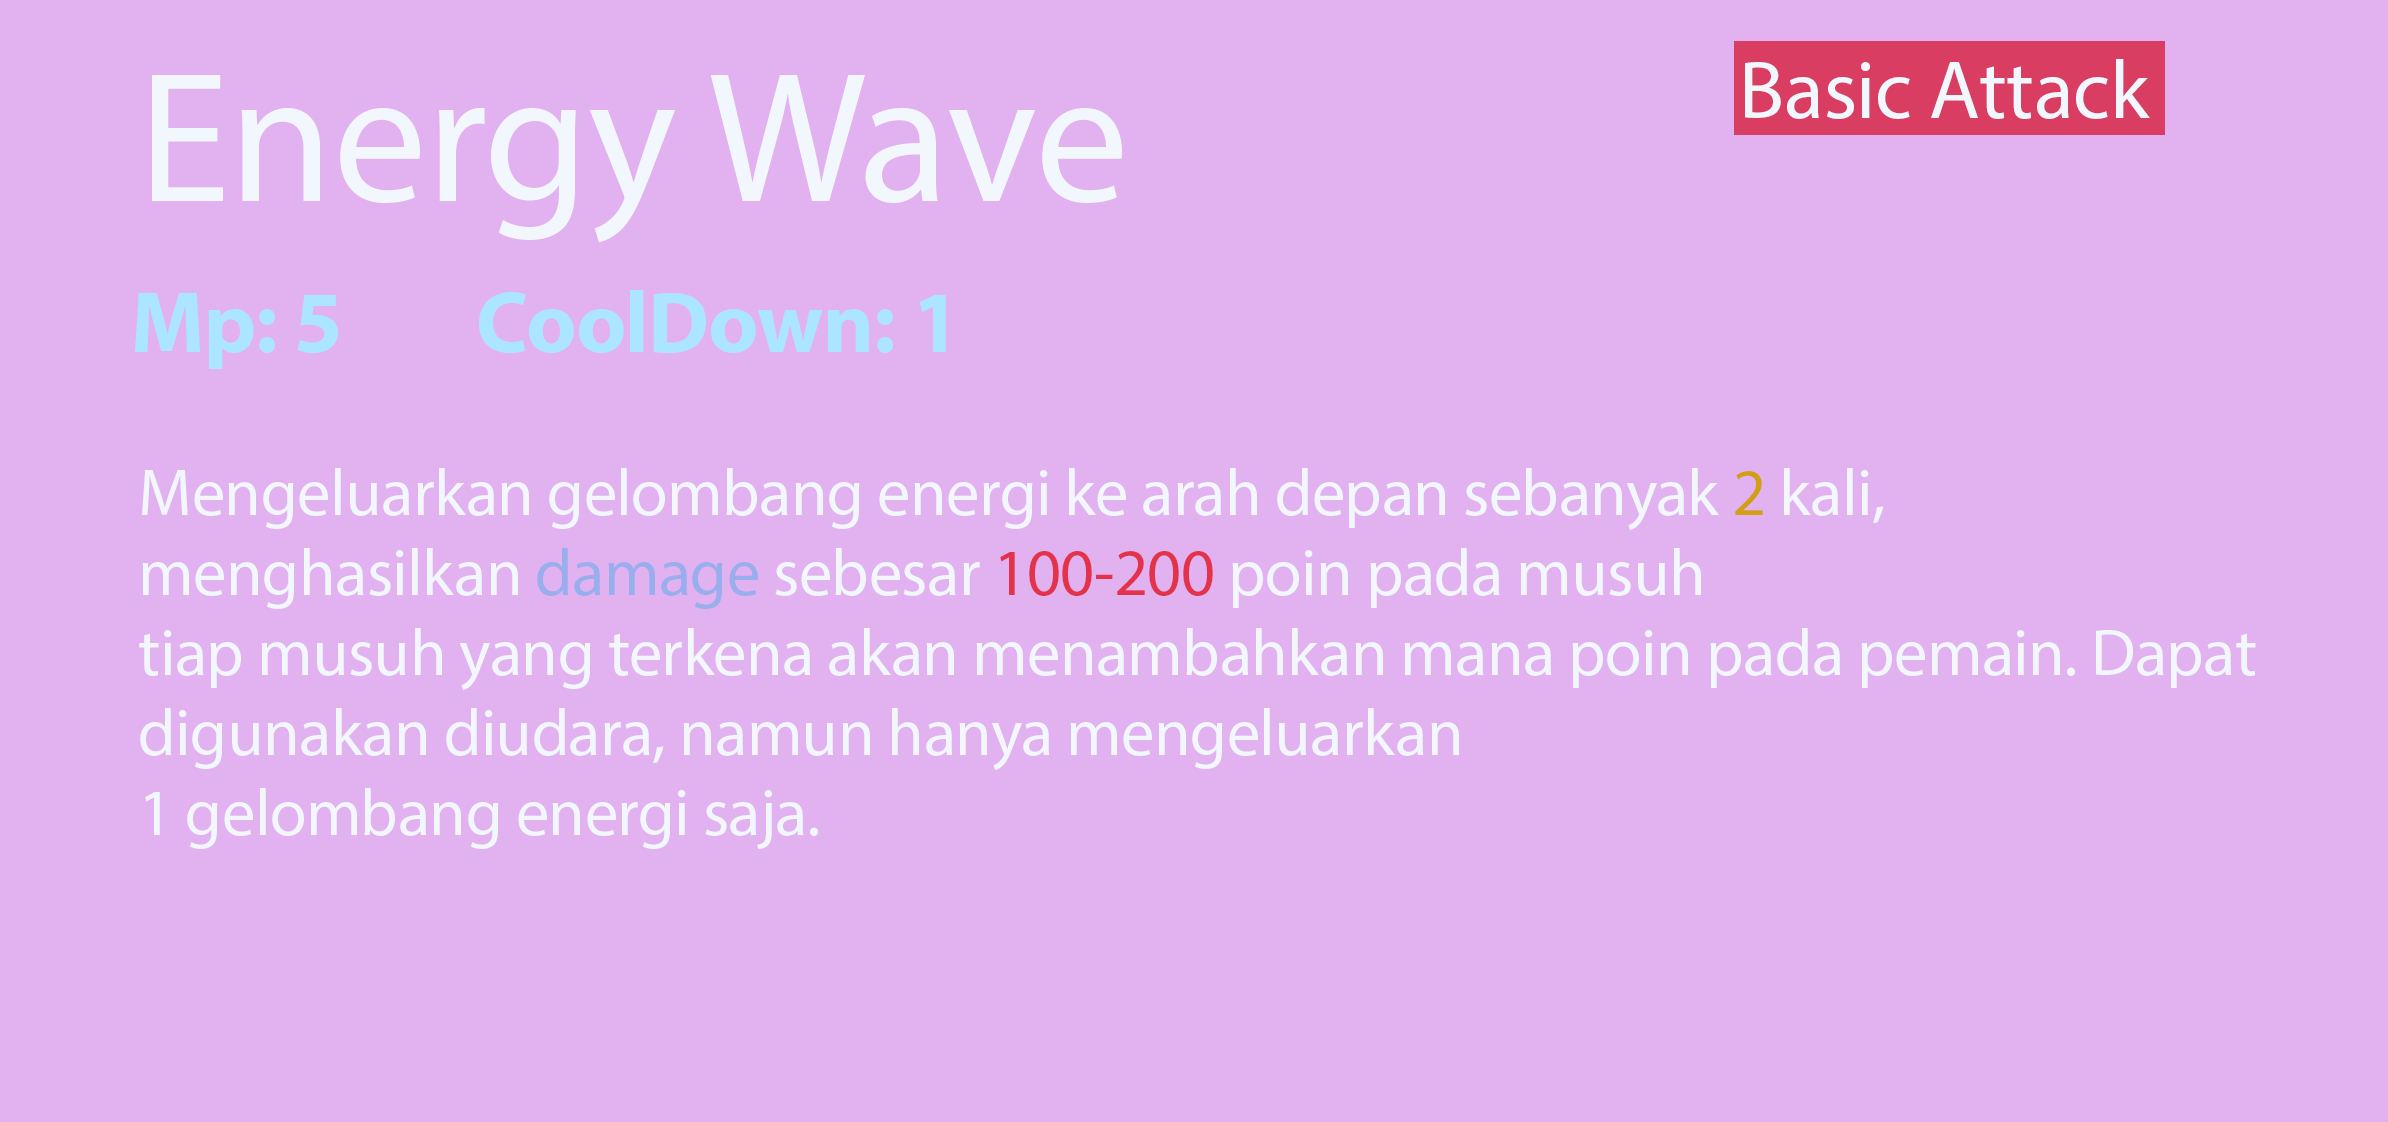 Energy Wave
Basic Attack
Mp: 5 CoolDown: 1
Mengeluarkan gelombang energi ke arah depan sebanyak 2 kali,
menghasilkan damage sebesar 100-200 poin pada musuh
tiap musuh yang terkena akan menambahkan mana poin pada pemain. Dapat
digunakan diudara, namun hanya mengeluarkan
1 gelombang energi saja.